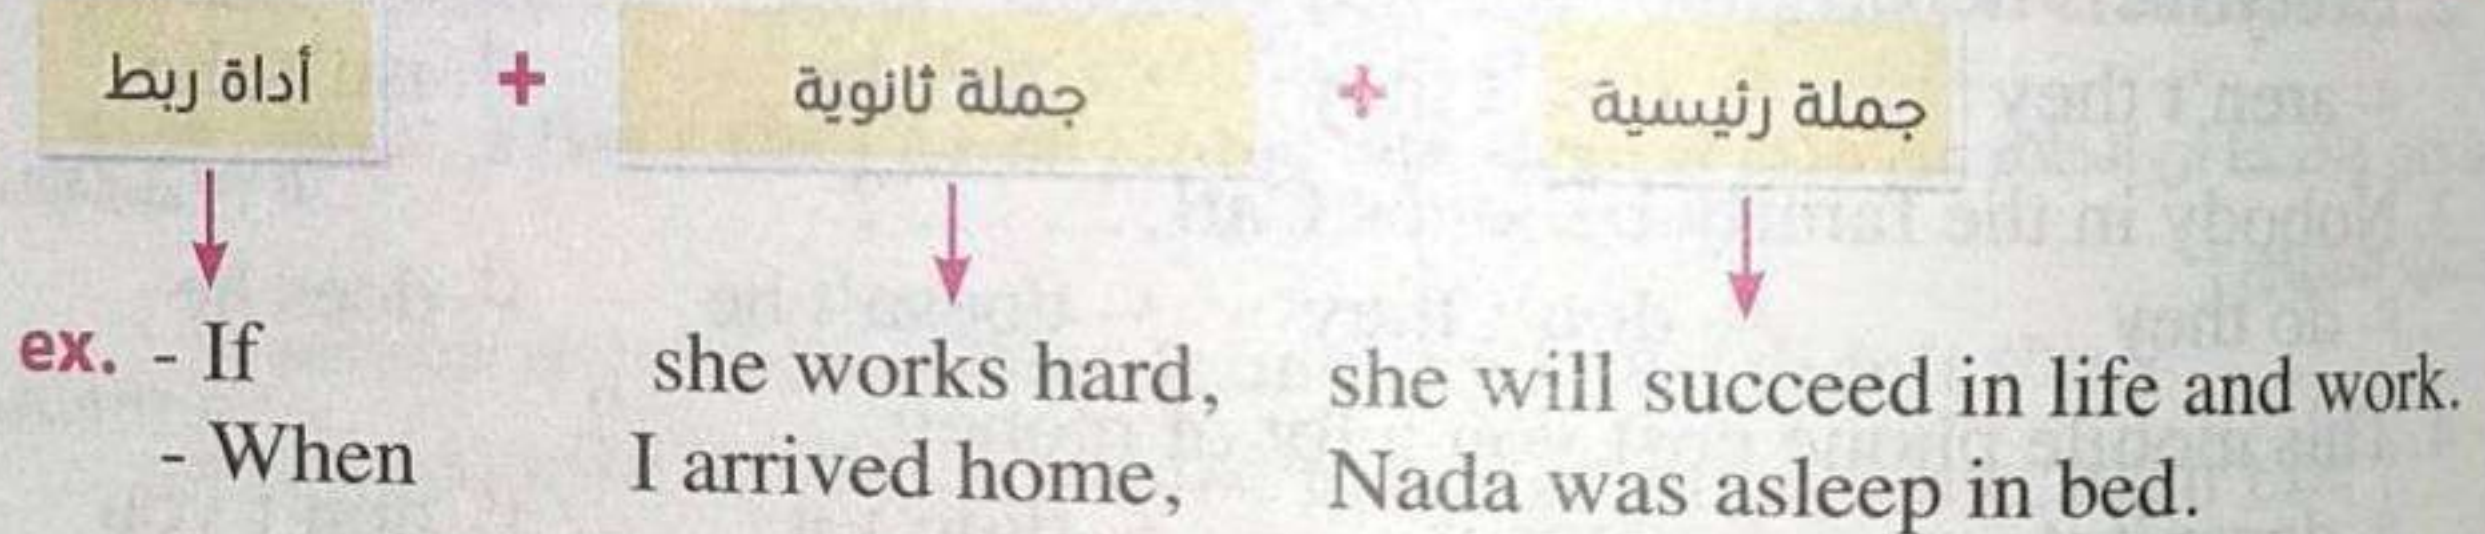 أداة ربط + جملة ثانوية + جملة رئيسية
ex. - If she works hard, she will succeed in life and work.
- When I arrived home, Nada was asleep in bed.